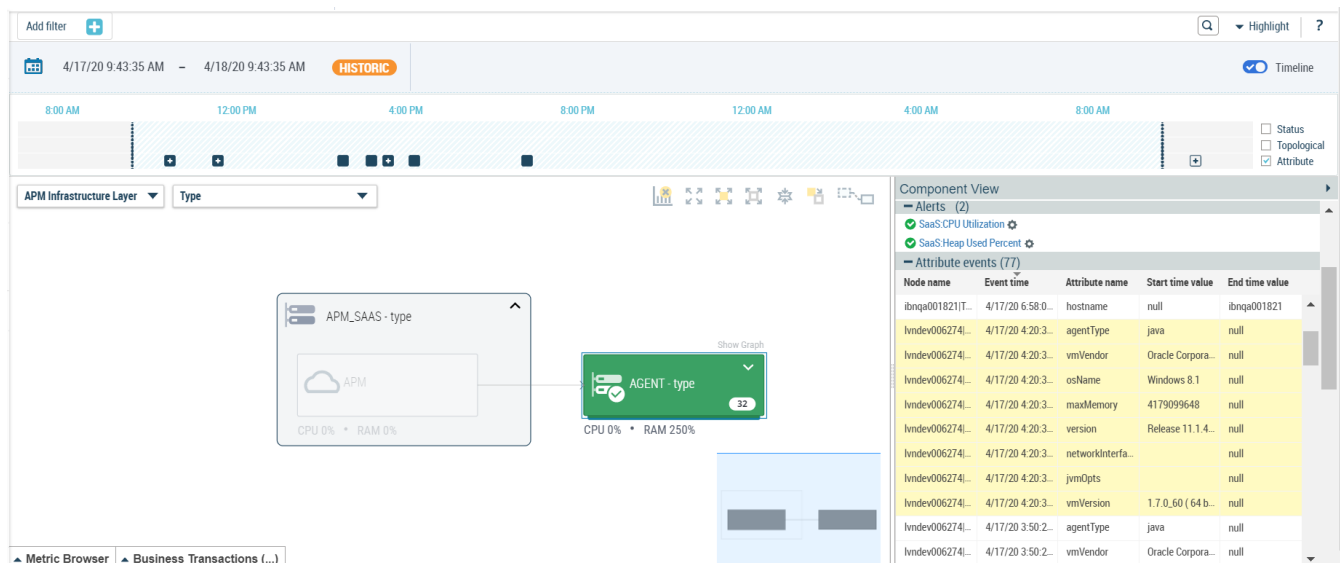 Add filter
Highlight ?
4/17/20 9:43:35 AM – 4/18/20 9:43:35 AM HISTORIC
Timeline
8:00 AM 12:00 PM 4:00 PM 8:00 PM 12:00 AM 4:00 AM 8:00 AM
Status
Topological
Attribute
APM Infrastructure Layer Type
APM_SAAS - type
APM
CPU 0% • RAM 0%
Show Graph
AGENT - type
32
CPU 0% • RAM 250%
Component View
Alerts (2)
SaaS:CPU Utilization
SaaS:Heap Used Percent
Attribute events (77)
Node name Event time Attribute name Start time value End time value
ibnqa001821|T... 4/17/20 6:58:0... hostname null ibnqa001821
lvndev006274|... 4/17/20 4:20:3... agentType java null
lvndev006274|... 4/17/20 4:20:3... vmVendor Oracle Corpora... null
lvndev006274|... 4/17/20 4:20:3... osName Windows 8.1 null
lvndev006274|... 4/17/20 4:20:3... maxMemory 4179099648 null
lvndev006274|... 4/17/20 4:20:3... version Release 11.1.4... null
lvndev006274|... 4/17/20 4:20:3... networkInterfa... null
lvndev006274|... 4/17/20 4:20:3... jvmOpts null
lvndev006274|... 4/17/20 4:20:3... vmVersion 1.7.0_60 ( 64 b... null
lvndev006274|... 4/17/20 3:50:2... agentType java null
lvndev006274|... 4/17/20 3:50:2... vmVendor Oracle Corpora... null
Metric Browser Business Transactions (...)